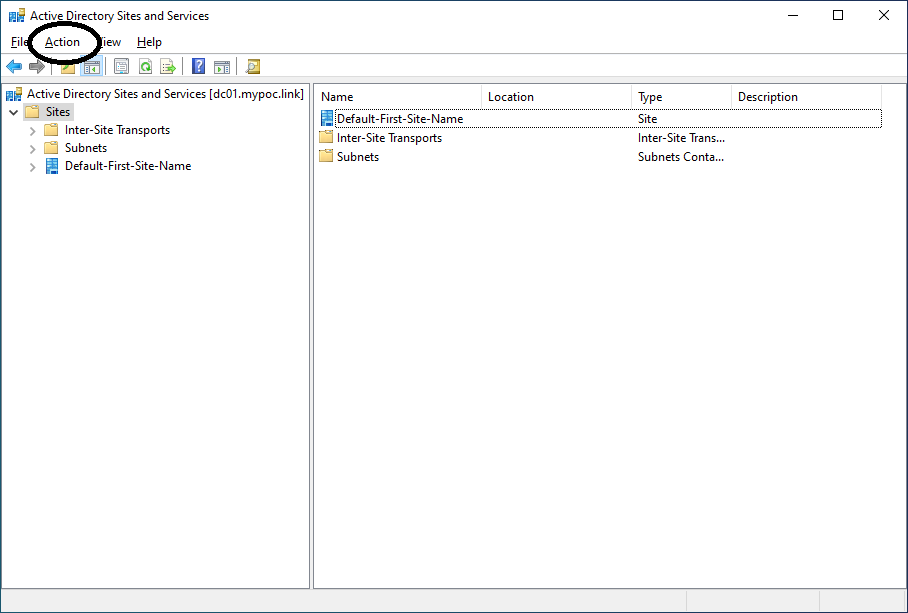 Active Directory Sites and Services
File Action View Help
Active Directory Sites and Services [dc01.mypoc.link]
Sites
Inter-Site Transports
Subnets
Default-First-Site-Name
Name Location Type Description
Default-First-Site-Name Site
Inter-Site Transports Inter-Site Trans...
Subnets Subnets Conta...